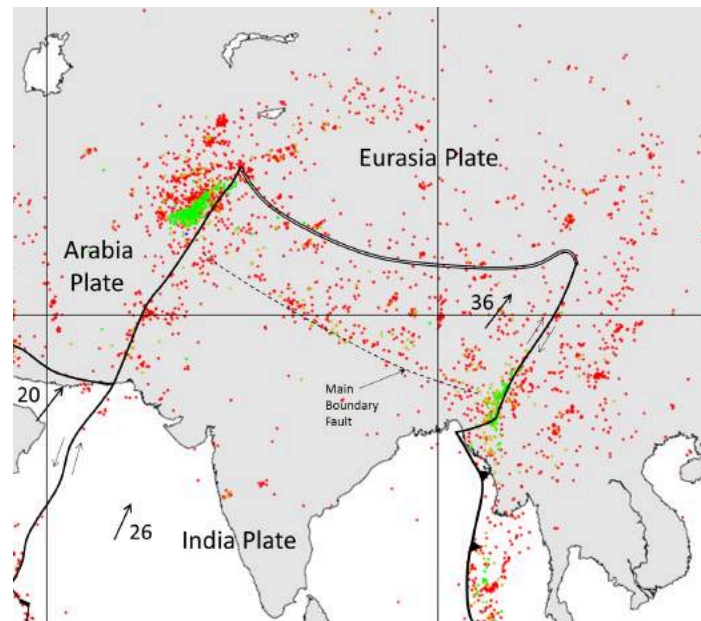 Eurasia Plate
Arabia
Plate
36
Main
Boundary
Fault
20
26
India Plate